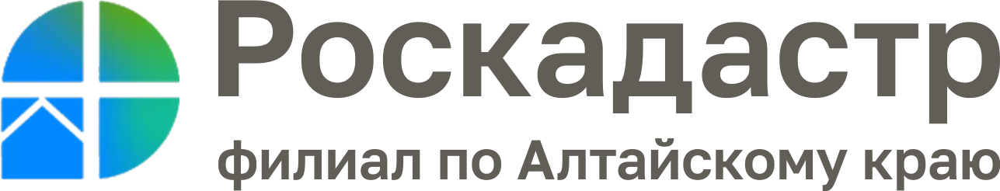 Роскадастр
филиал по Алтайскому краю